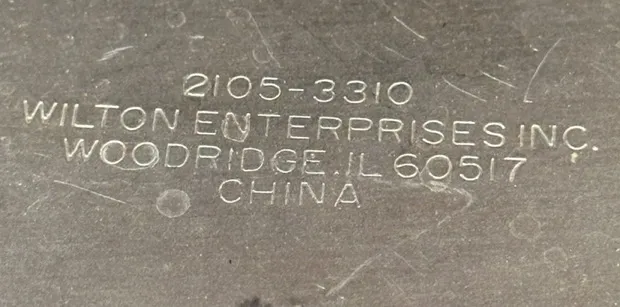 2105-3310
WILTON ENTERPRISES INC.
WOODRIDGE, IL 60517
CHINA